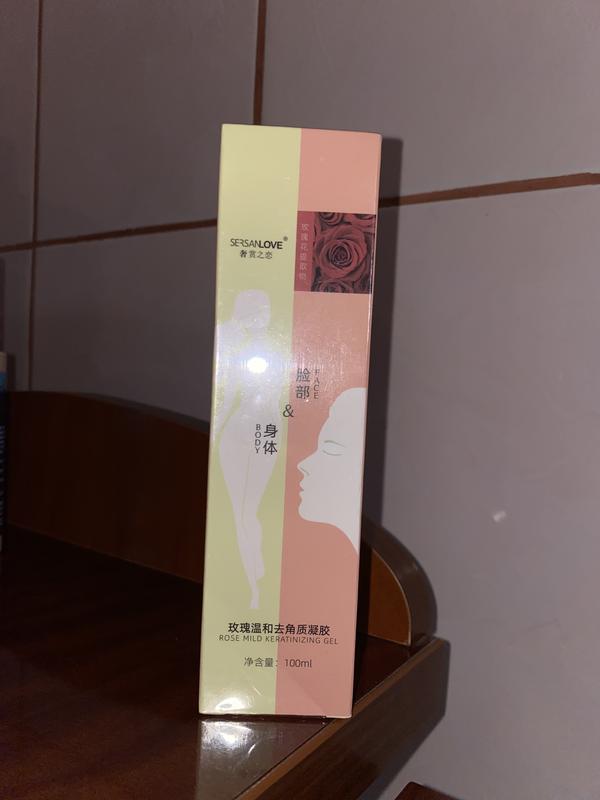 SERSANLOVE®
奢赏之恋
玫瑰花提取物
脸部
FACE
&
BODY
身体
玫瑰温和去角质凝胶
ROSE MILD KERATINIZING GEL
净含量：100ml